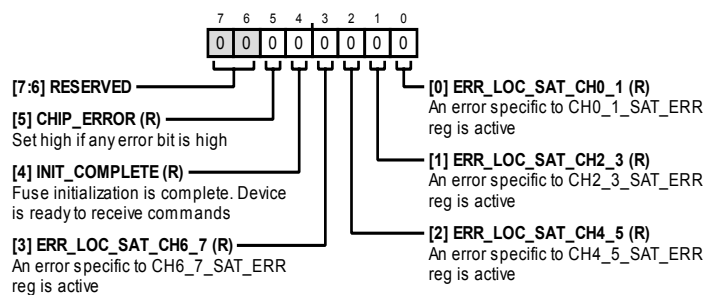 7 6 5 4 3 2 1 0
0 0 0 0 0 0 0 0
[7:6] RESERVED
[5] CHIP_ERROR (R)
Set high if any error bit is high
[4] INIT_COMPLETE (R)
Fuse initialization is complete. Device
is ready to receive commands
[3] ERR_LOC_SAT_CH6_7 (R)
An error specific to CH6_7_SAT_ERR
reg is active
[0] ERR_LOC_SAT_CH0_1 (R)
An error specific to CH0_1_SAT_ERR
reg is active
[1] ERR_LOC_SAT_CH2_3 (R)
An error specific to CH2_3_SAT_ERR
reg is active
[2] ERR_LOC_SAT_CH4_5 (R)
An error specific to CH4_5_SAT_ERR
reg is active